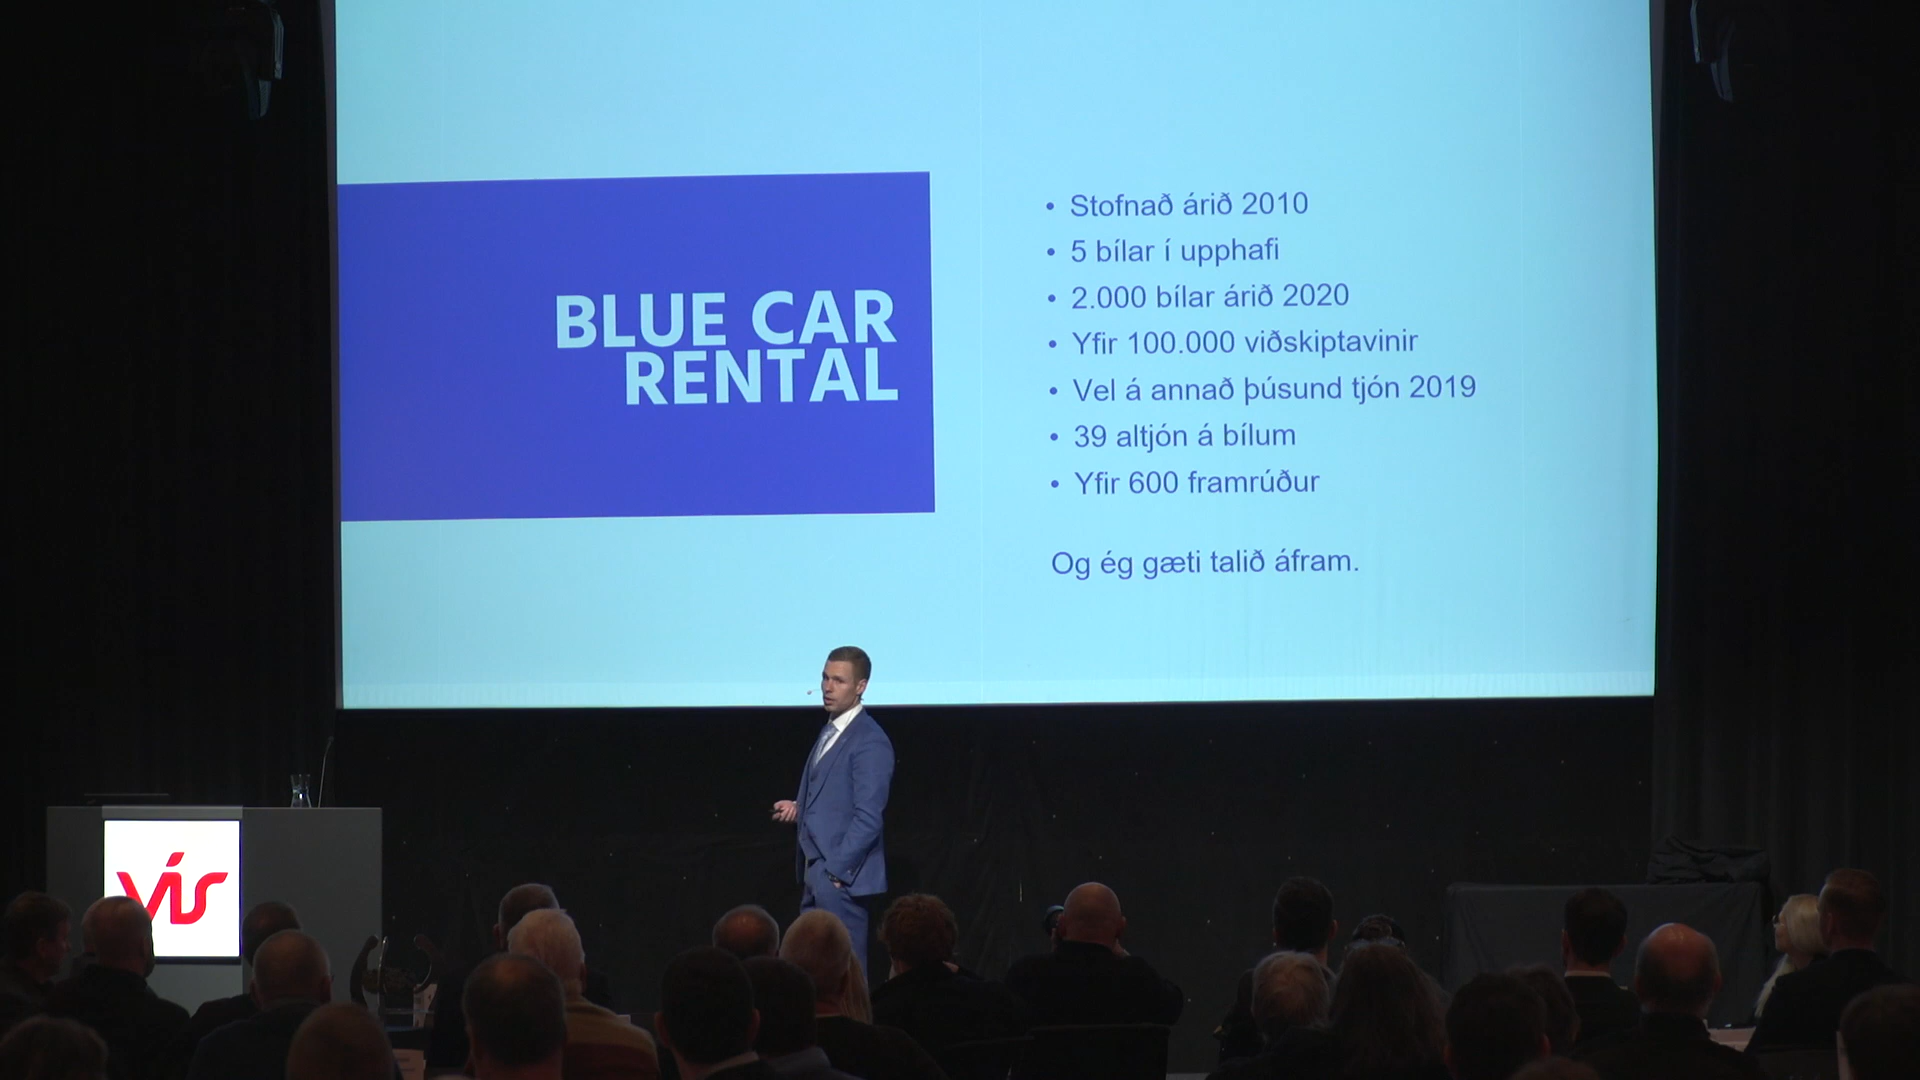 BLUE CAR
RENTAL
• Stofnað árið 2010
• 5 bílar í upphafi
• 2.000 bílar árið 2020
• Yfir 100.000 viðskiptavinir
• Vel á annað þúsund tjón 2019
• 39 altjón á bílum
• Yfir 600 framrúður
Og ég gæti talið áfram.
vís